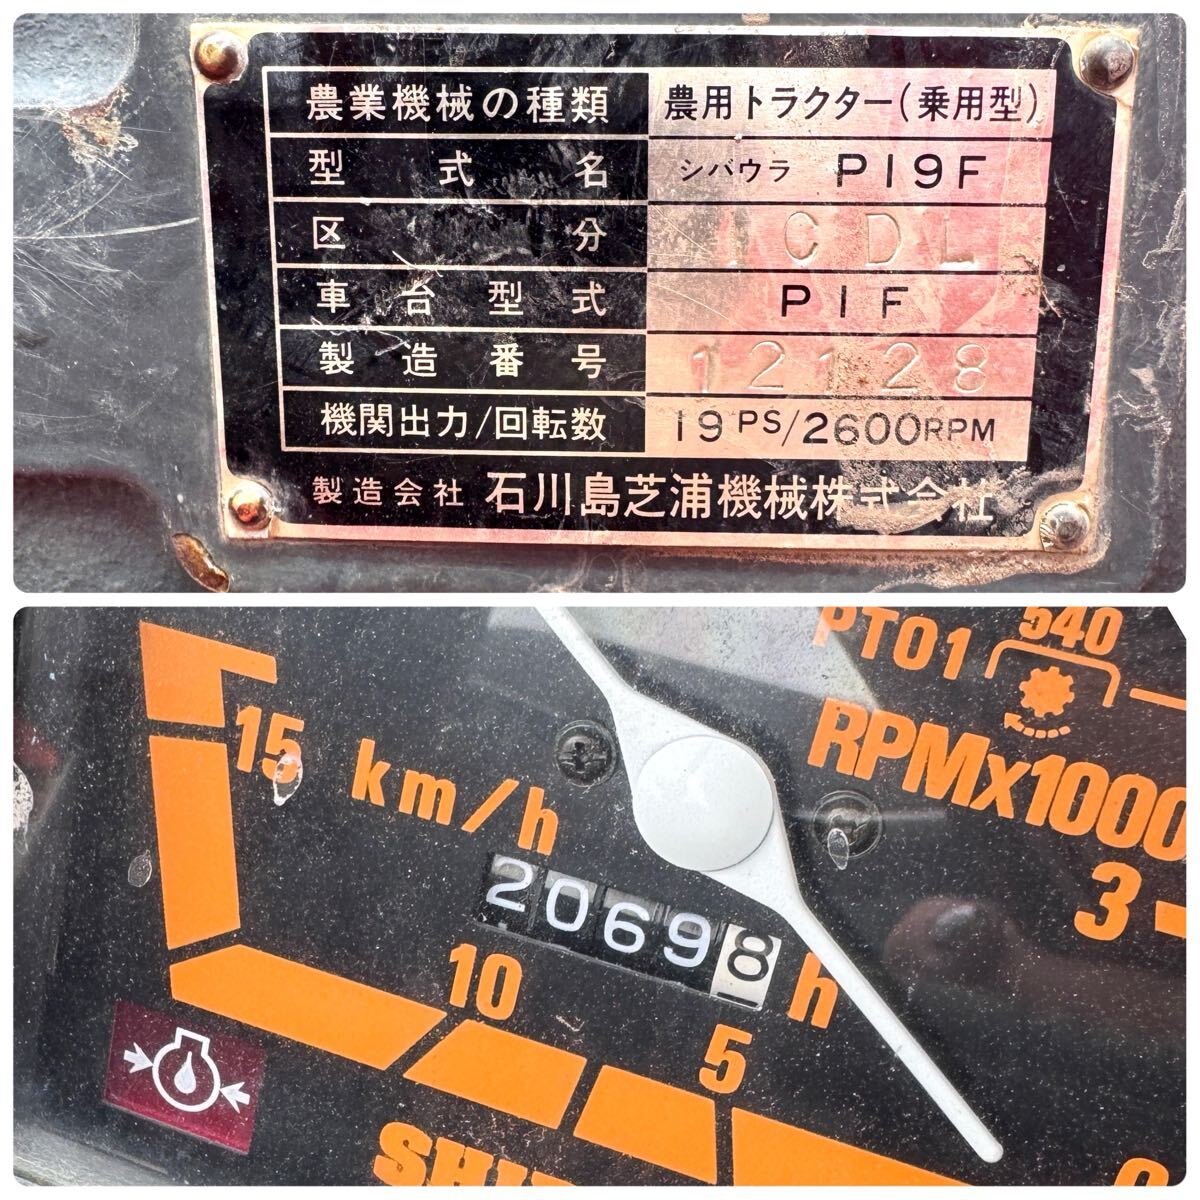 農業機械の種類 農用トラクター(乗用型)
型式名 シバウラ P19F
区分 CDL
車台型式 P1F
製造番号 12128
機関出力/回転数 19PS/2600RPM
製造会社 石川島芝浦機械株式会社
540
PTO1
RPMx1000
15
km/h
3
20698 h
10
5
0